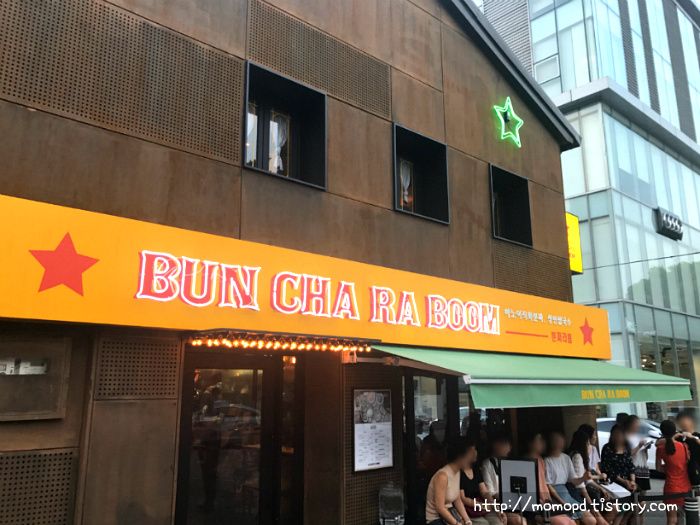 BUN CHA RA BOOM
분짜라붐
BUN CHA RA BOOM
http://momopd.tistory.com